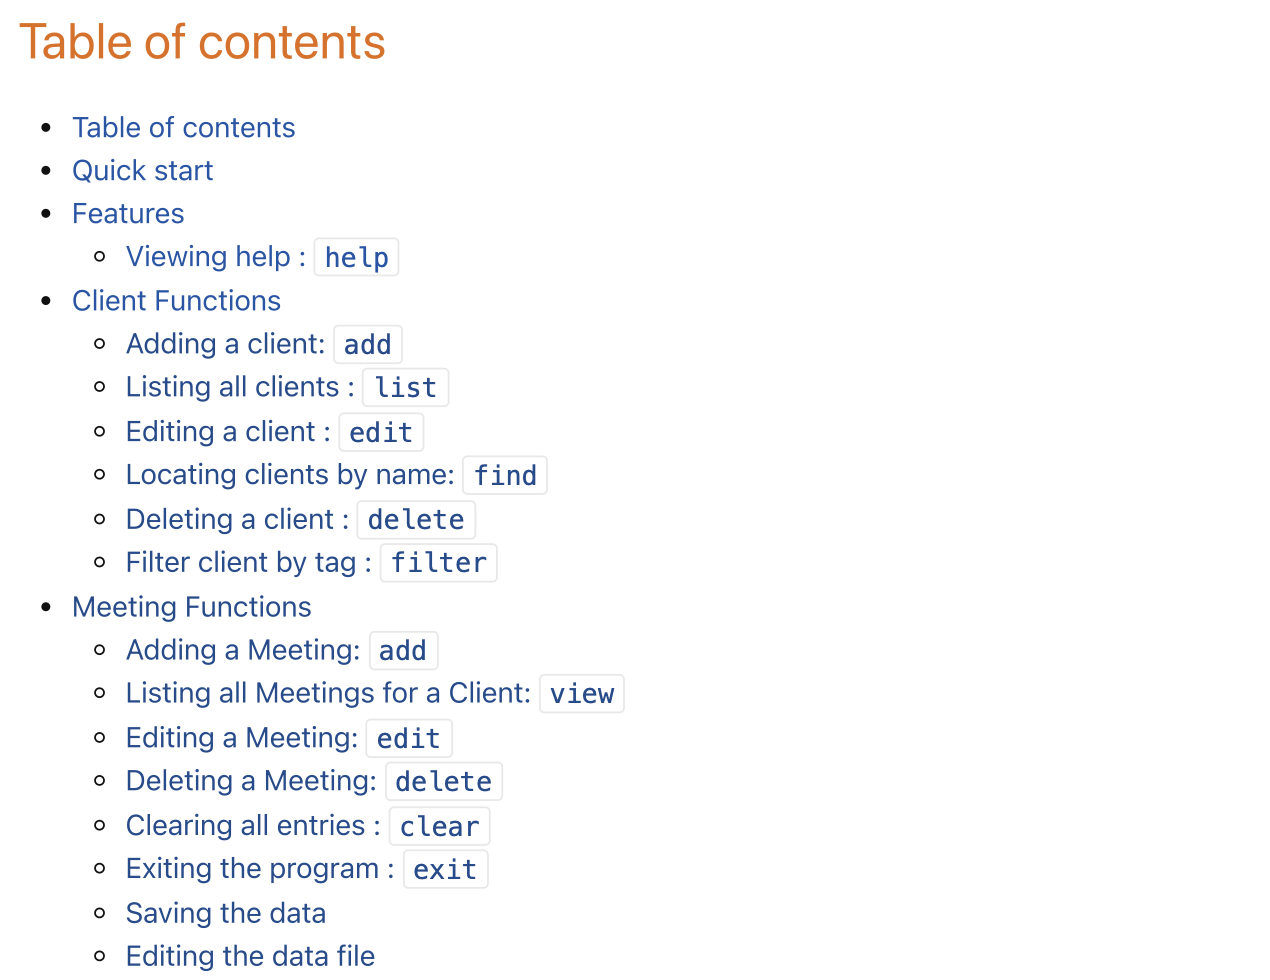 Table of contents
Table of contents
Quick start
Features
Viewing help : help
Client Functions
Adding a client: add
Listing all clients : list
Editing a client : edit
Locating clients by name: find
Deleting a client : delete
Filter client by tag : filter
Meeting Functions
Adding a Meeting: add
Listing all Meetings for a Client: view
Editing a Meeting: edit
Deleting a Meeting: delete
Clearing all entries : clear
Exiting the program : exit
Saving the data
Editing the data file